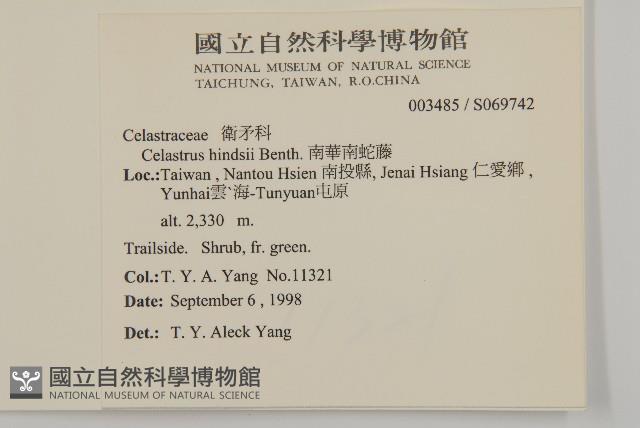 國立自然科學博物館
NATIONAL MUSEUM OF NATURAL SCIENCE
TAICHUNG, TAIWAN, R.O.CHINA
003485 / S069742
Celastraceae 衛矛科
Celastrus hindsii Benth. 南華南蛇藤
Loc.:Taiwan , Nantou Hsien 南投縣, Jenai Hsiang 仁愛鄉 ,
Yunhai雲海-Tunyuan屯原
alt. 2,330 m.
Trailside. Shrub, fr. green.
Col.: T. Y. A. Yang No.11321
Date: September 6 , 1998
Det.: T. Y. Aleck Yang
國立自然科學博物館
NATIONAL MUSEUM OF NATURAL SCIENCE